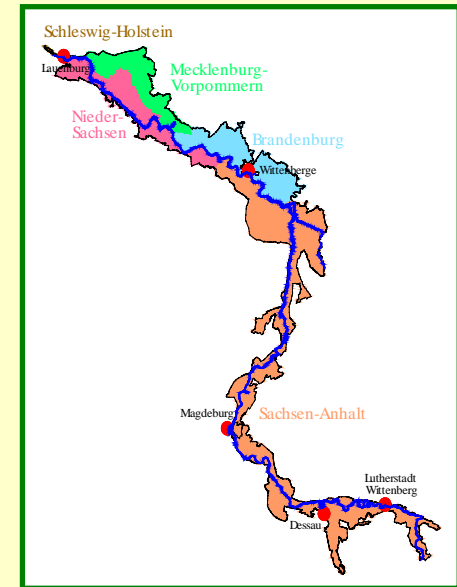 Schleswig-Holstein
Lauenburg
Mecklenburg-
Vorpommern
Nieder-
Sachsen
Brandenburg
Wittenberge
Magdeburg
Sachsen-Anhalt
Lutherstadt
Wittenberg
Dessau